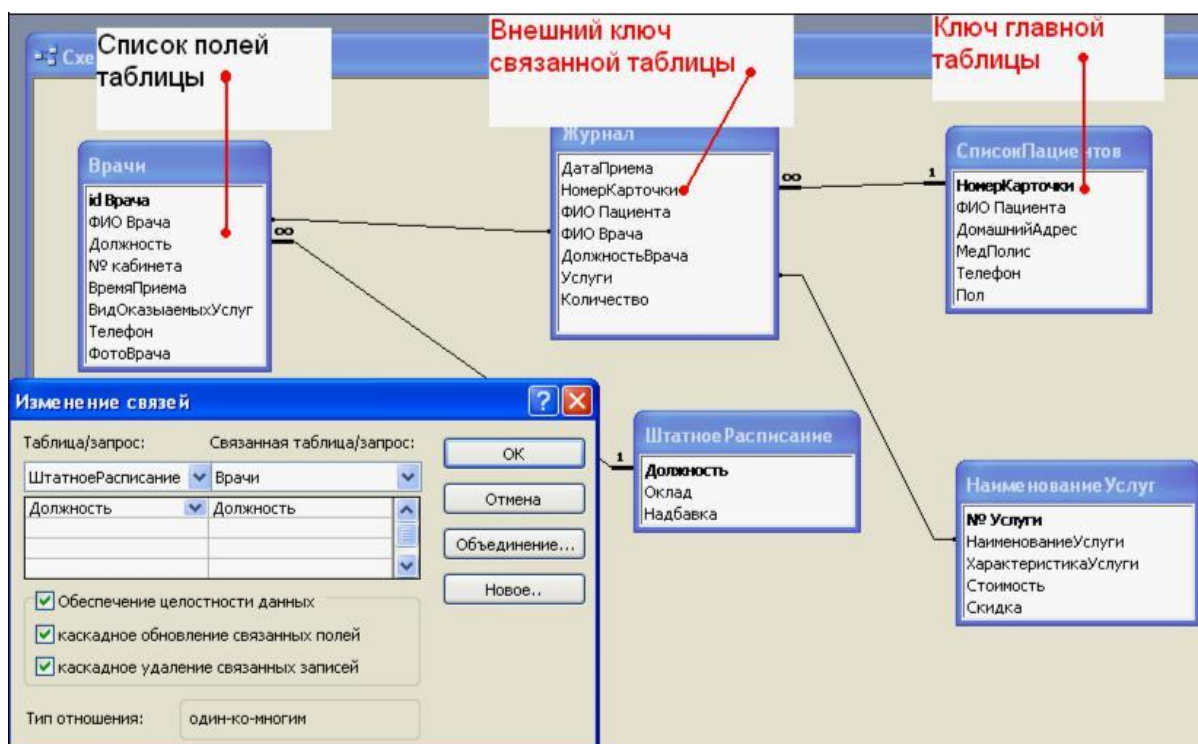 Список полей
таблицы
Внешний ключ
связанной таблицы
Ключ главной
таблицы
Врачи
id Врача
ФИО Врача
Должность
№ кабинета
ВремяПриема
ВидОказыаемыхУслуг
Телефон
ФотоВрача
∞
Журнал
ДатаПриема
НомерКарточки
ФИО Пациента
ФИО Врача
ДолжностьВрача
Услуги
Количество
∞
1
СписокПациентов
НомерКарточки
ФИО Пациента
ДомашнийАдрес
МедПолис
Телефон
Пол
Изменение связей
Таблица/запрос: Связанная таблица/запрос:
ШтатноеРасписание Врачи
Должность Должность
ОК
Отмена
Объединение...
Новое..
Обеспечение целостности данных
каскадное обновление связанных полей
каскадное удаление связанных записей
Тип отношения: один-ко-многим
1
ШтатноеРасписание
Должность
Оклад
Надбавка
НаименованиеУслуг
№ Услуги
НаименованиеУслуги
ХарактеристикаУслуги
Стоимость
Скидка